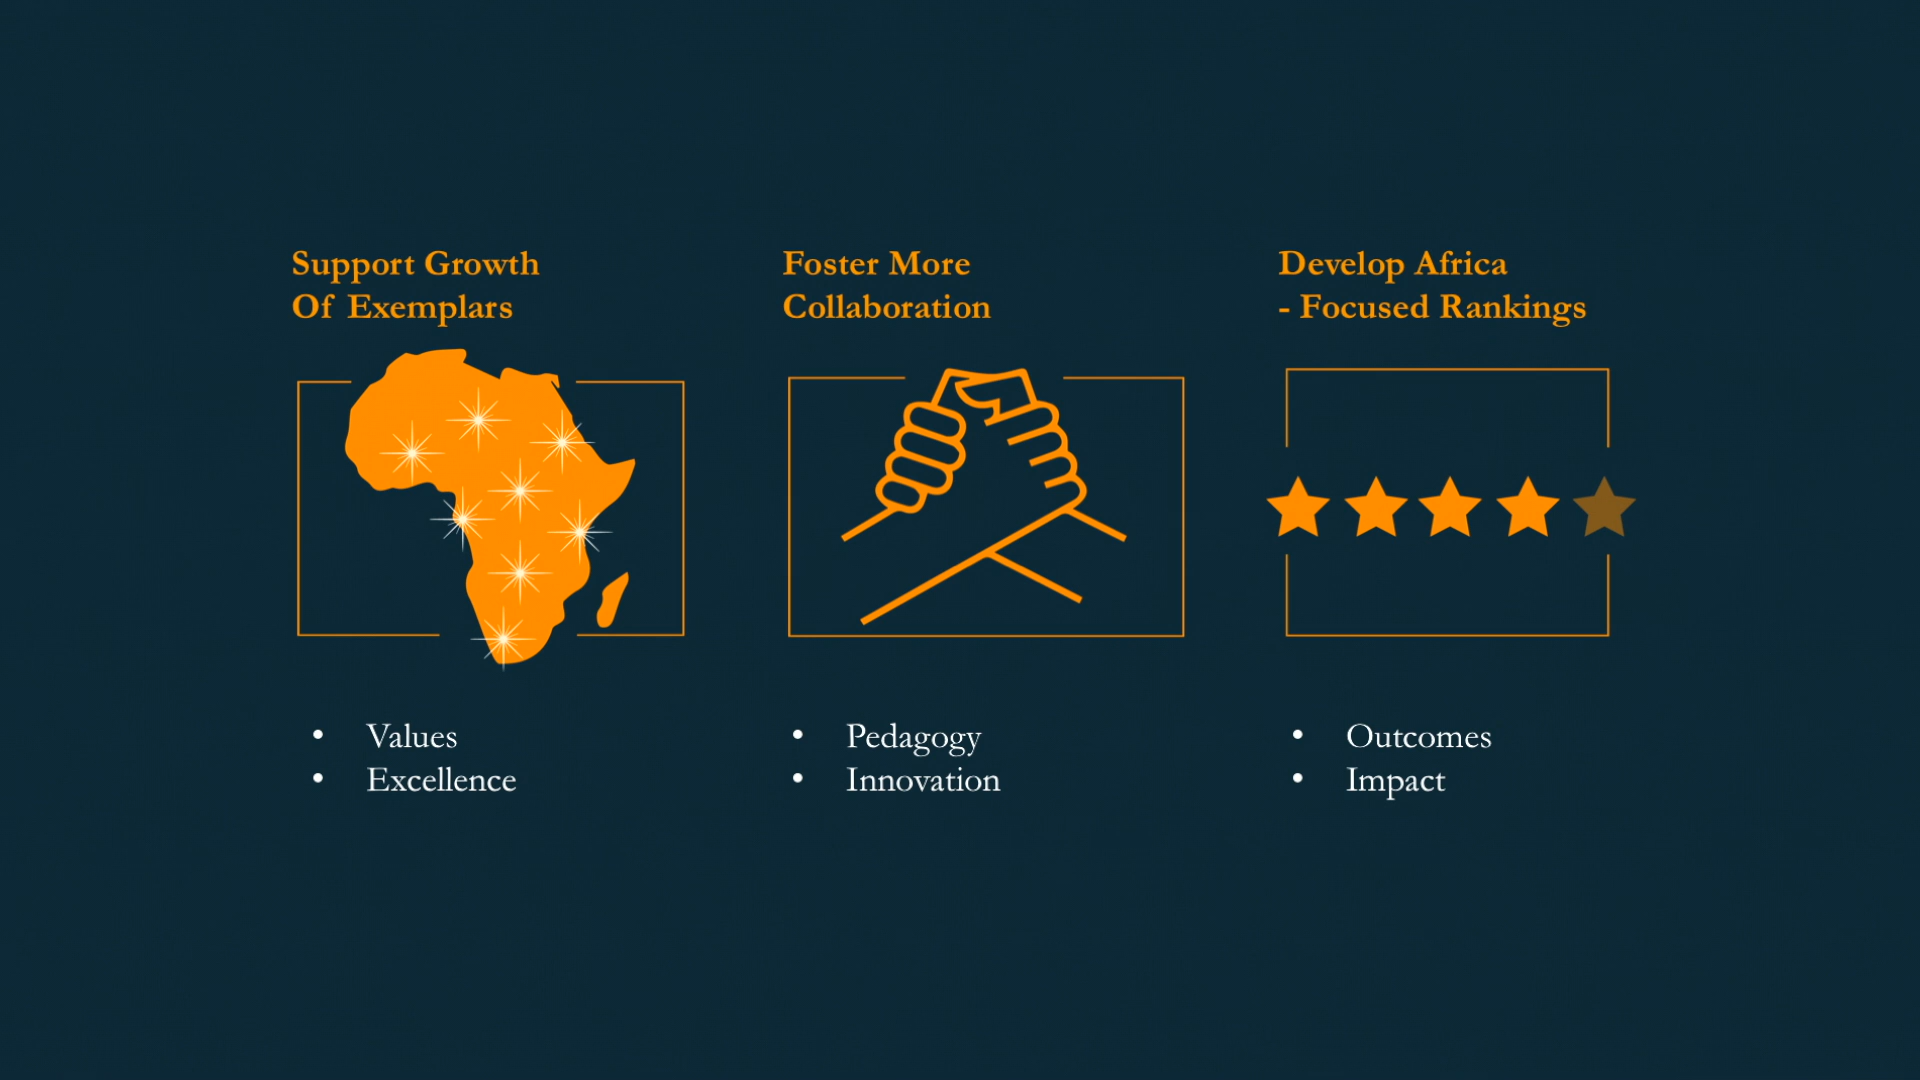 Support Growth
Of Exemplars
Foster More
Collaboration
Develop Africa
- Focused Rankings
• Values
• Excellence
• Pedagogy
• Innovation
• Outcomes
• Impact